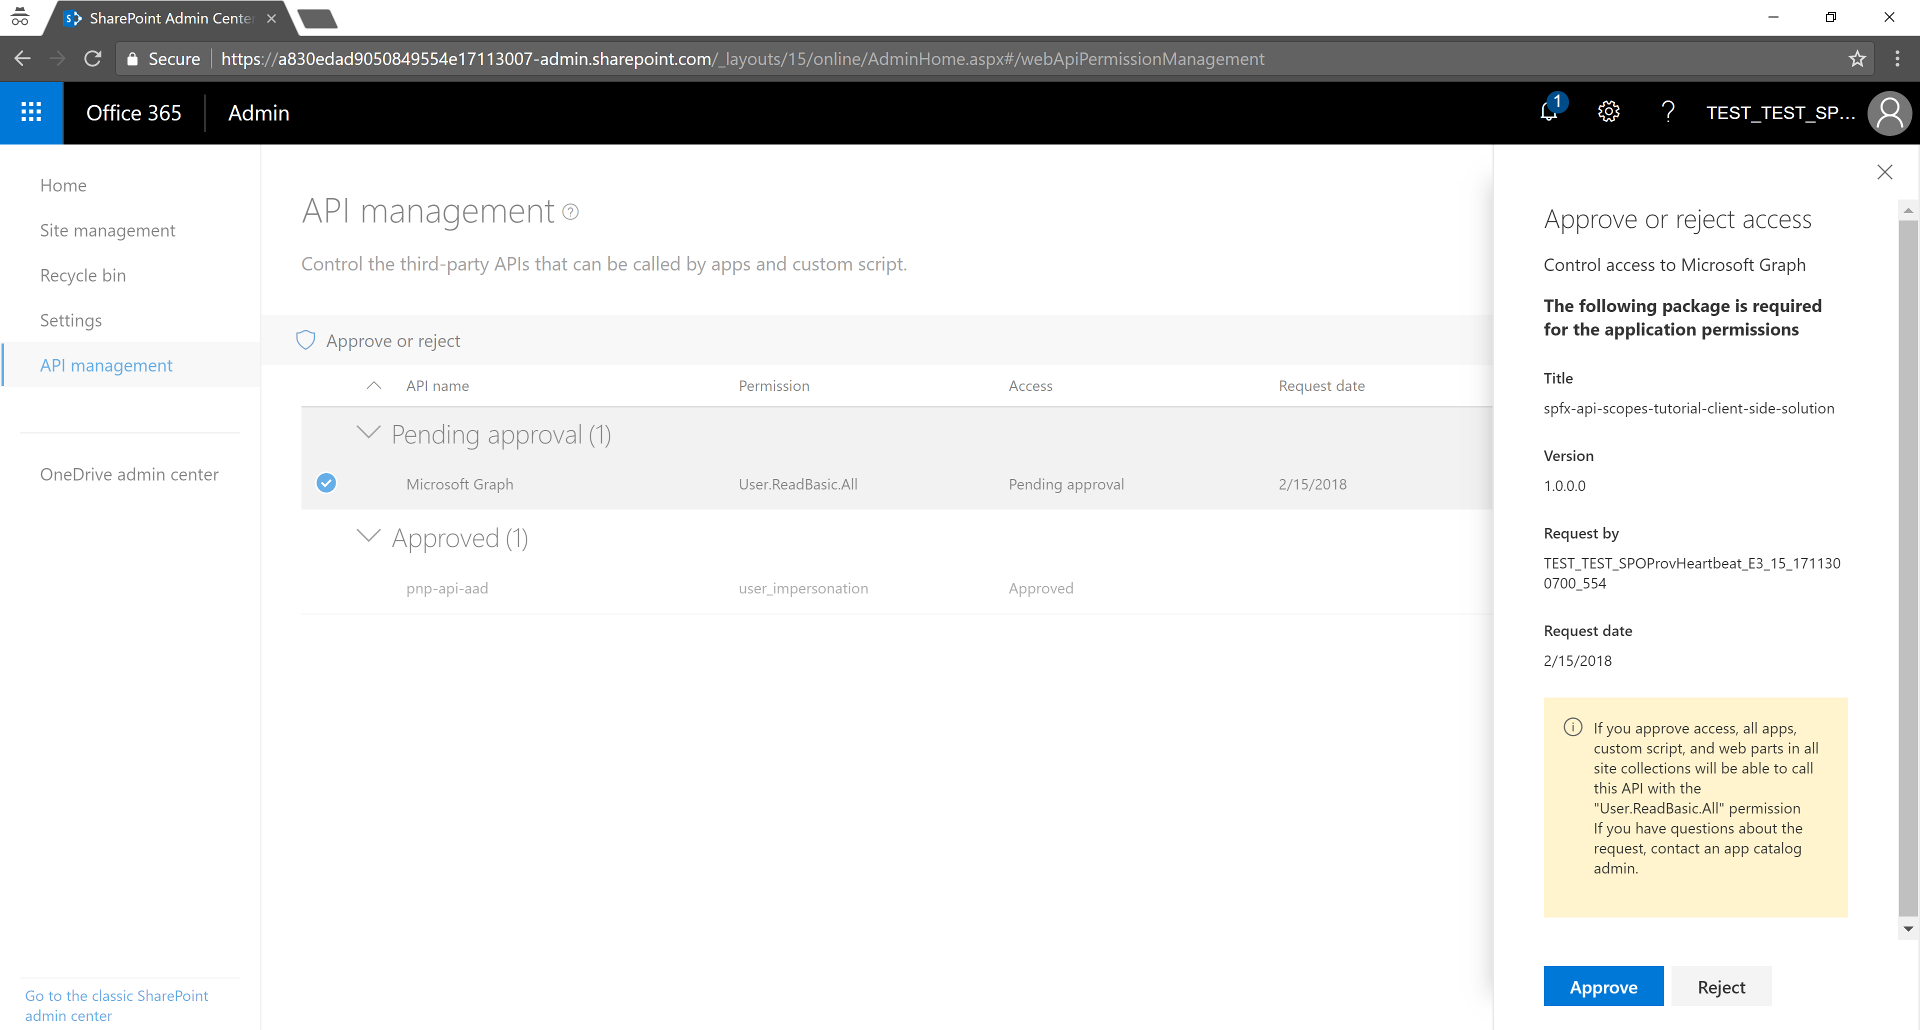 SharePoint Admin Cente
Secure
https://a830edad9050849554e17113007-admin.sharepoint.com/_layouts/15/online/AdminHome.aspx#/webApiPermissionManagement
Office 365
Admin
1
?
TEST_TEST_SP...
Home
Site management
Recycle bin
Settings
API management
OneDrive admin center
Go to the classic SharePoint
admin center
API management ?
Control the third-party APIs that can be called by apps and custom script.
Approve or reject
API name Permission Access Request date
Pending approval (1)
Microsoft Graph User.ReadBasic.All Pending approval 2/15/2018
Approved (1)
pnp-api-aad user_impersonation Approved
Approve or reject access
Control access to Microsoft Graph
The following package is required
for the application permissions
Title
spfx-api-scopes-tutorial-client-side-solution
Version
1.0.0.0
Request by
TEST_TEST_SPOProvHeartbeat_E3_15_171130
0700_554
Request date
2/15/2018
If you approve access, all apps,
custom script, and web parts in all
site collections will be able to call
this API with the
"User.ReadBasic.All" permission
If you have questions about the
request, contact an app catalog
admin.
Approve
Reject